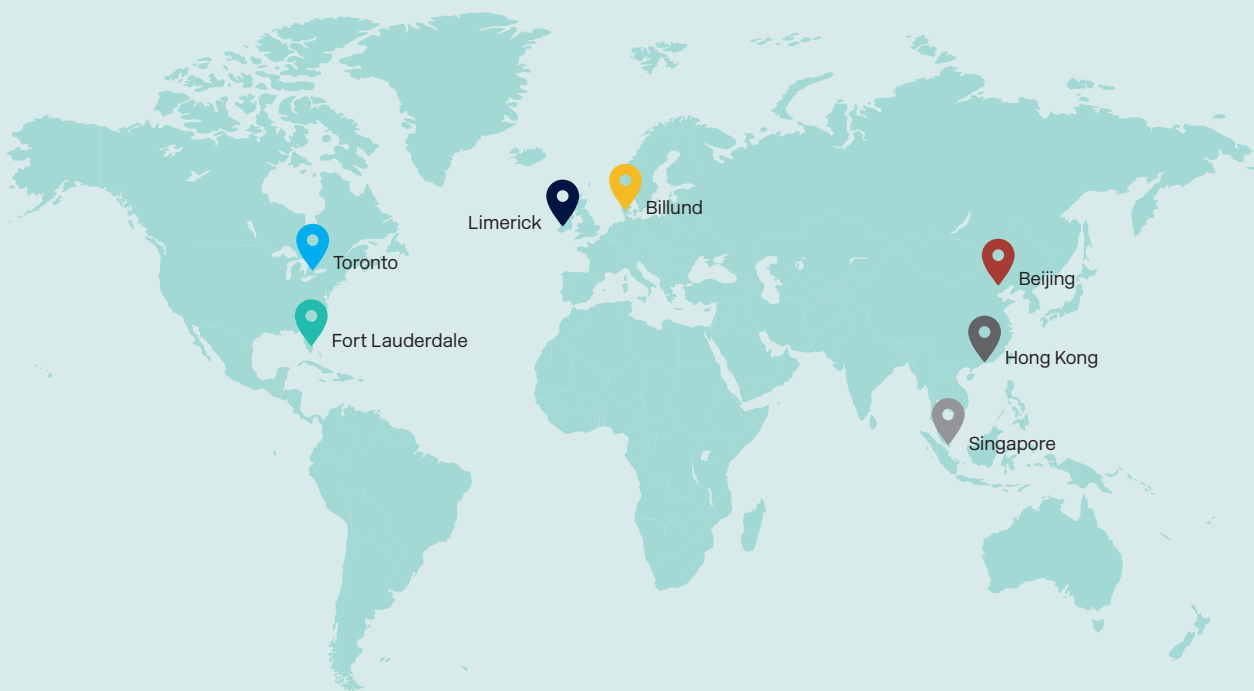 Billund
Limerick
Toronto
Beijing
Fort Lauderdale
Hong Kong
Singapore